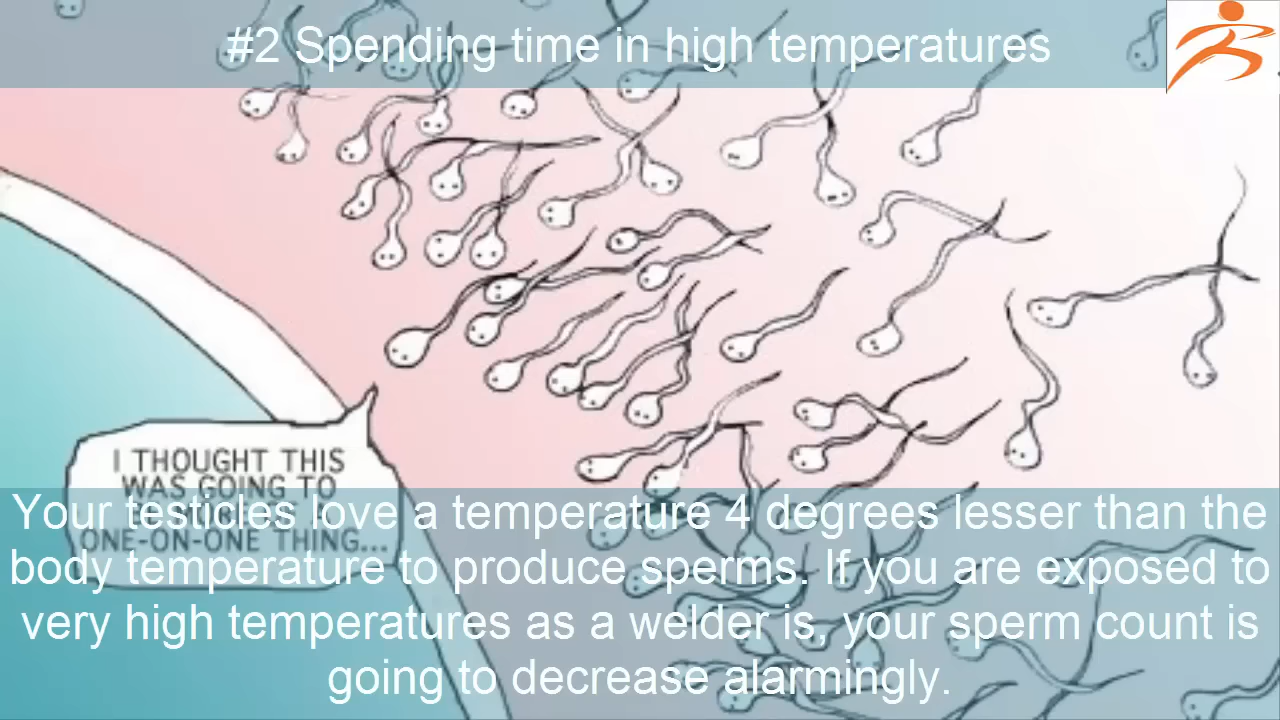 #2 Spending time in high temperatures
I THOUGHT THIS
WAS GOING TO
ONE-ON-ONE THING...
Your testicles love a temperature 4 degrees lesser than the
body temperature to produce sperms. If you are exposed to
very high temperatures as a welder is, your sperm count is
going to decrease alarmingly.